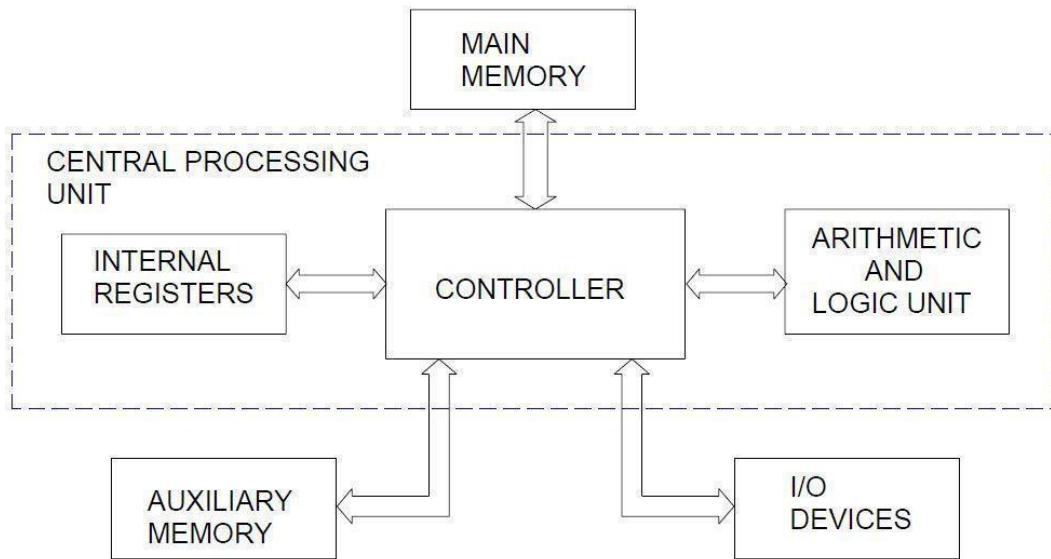 MAIN
MEMORY
CENTRAL PROCESSING
UNIT
INTERNAL
REGISTERS
CONTROLLER
ARITHMETIC
AND
LOGIC UNIT
AUXILIARY
MEMORY
I/O
DEVICES